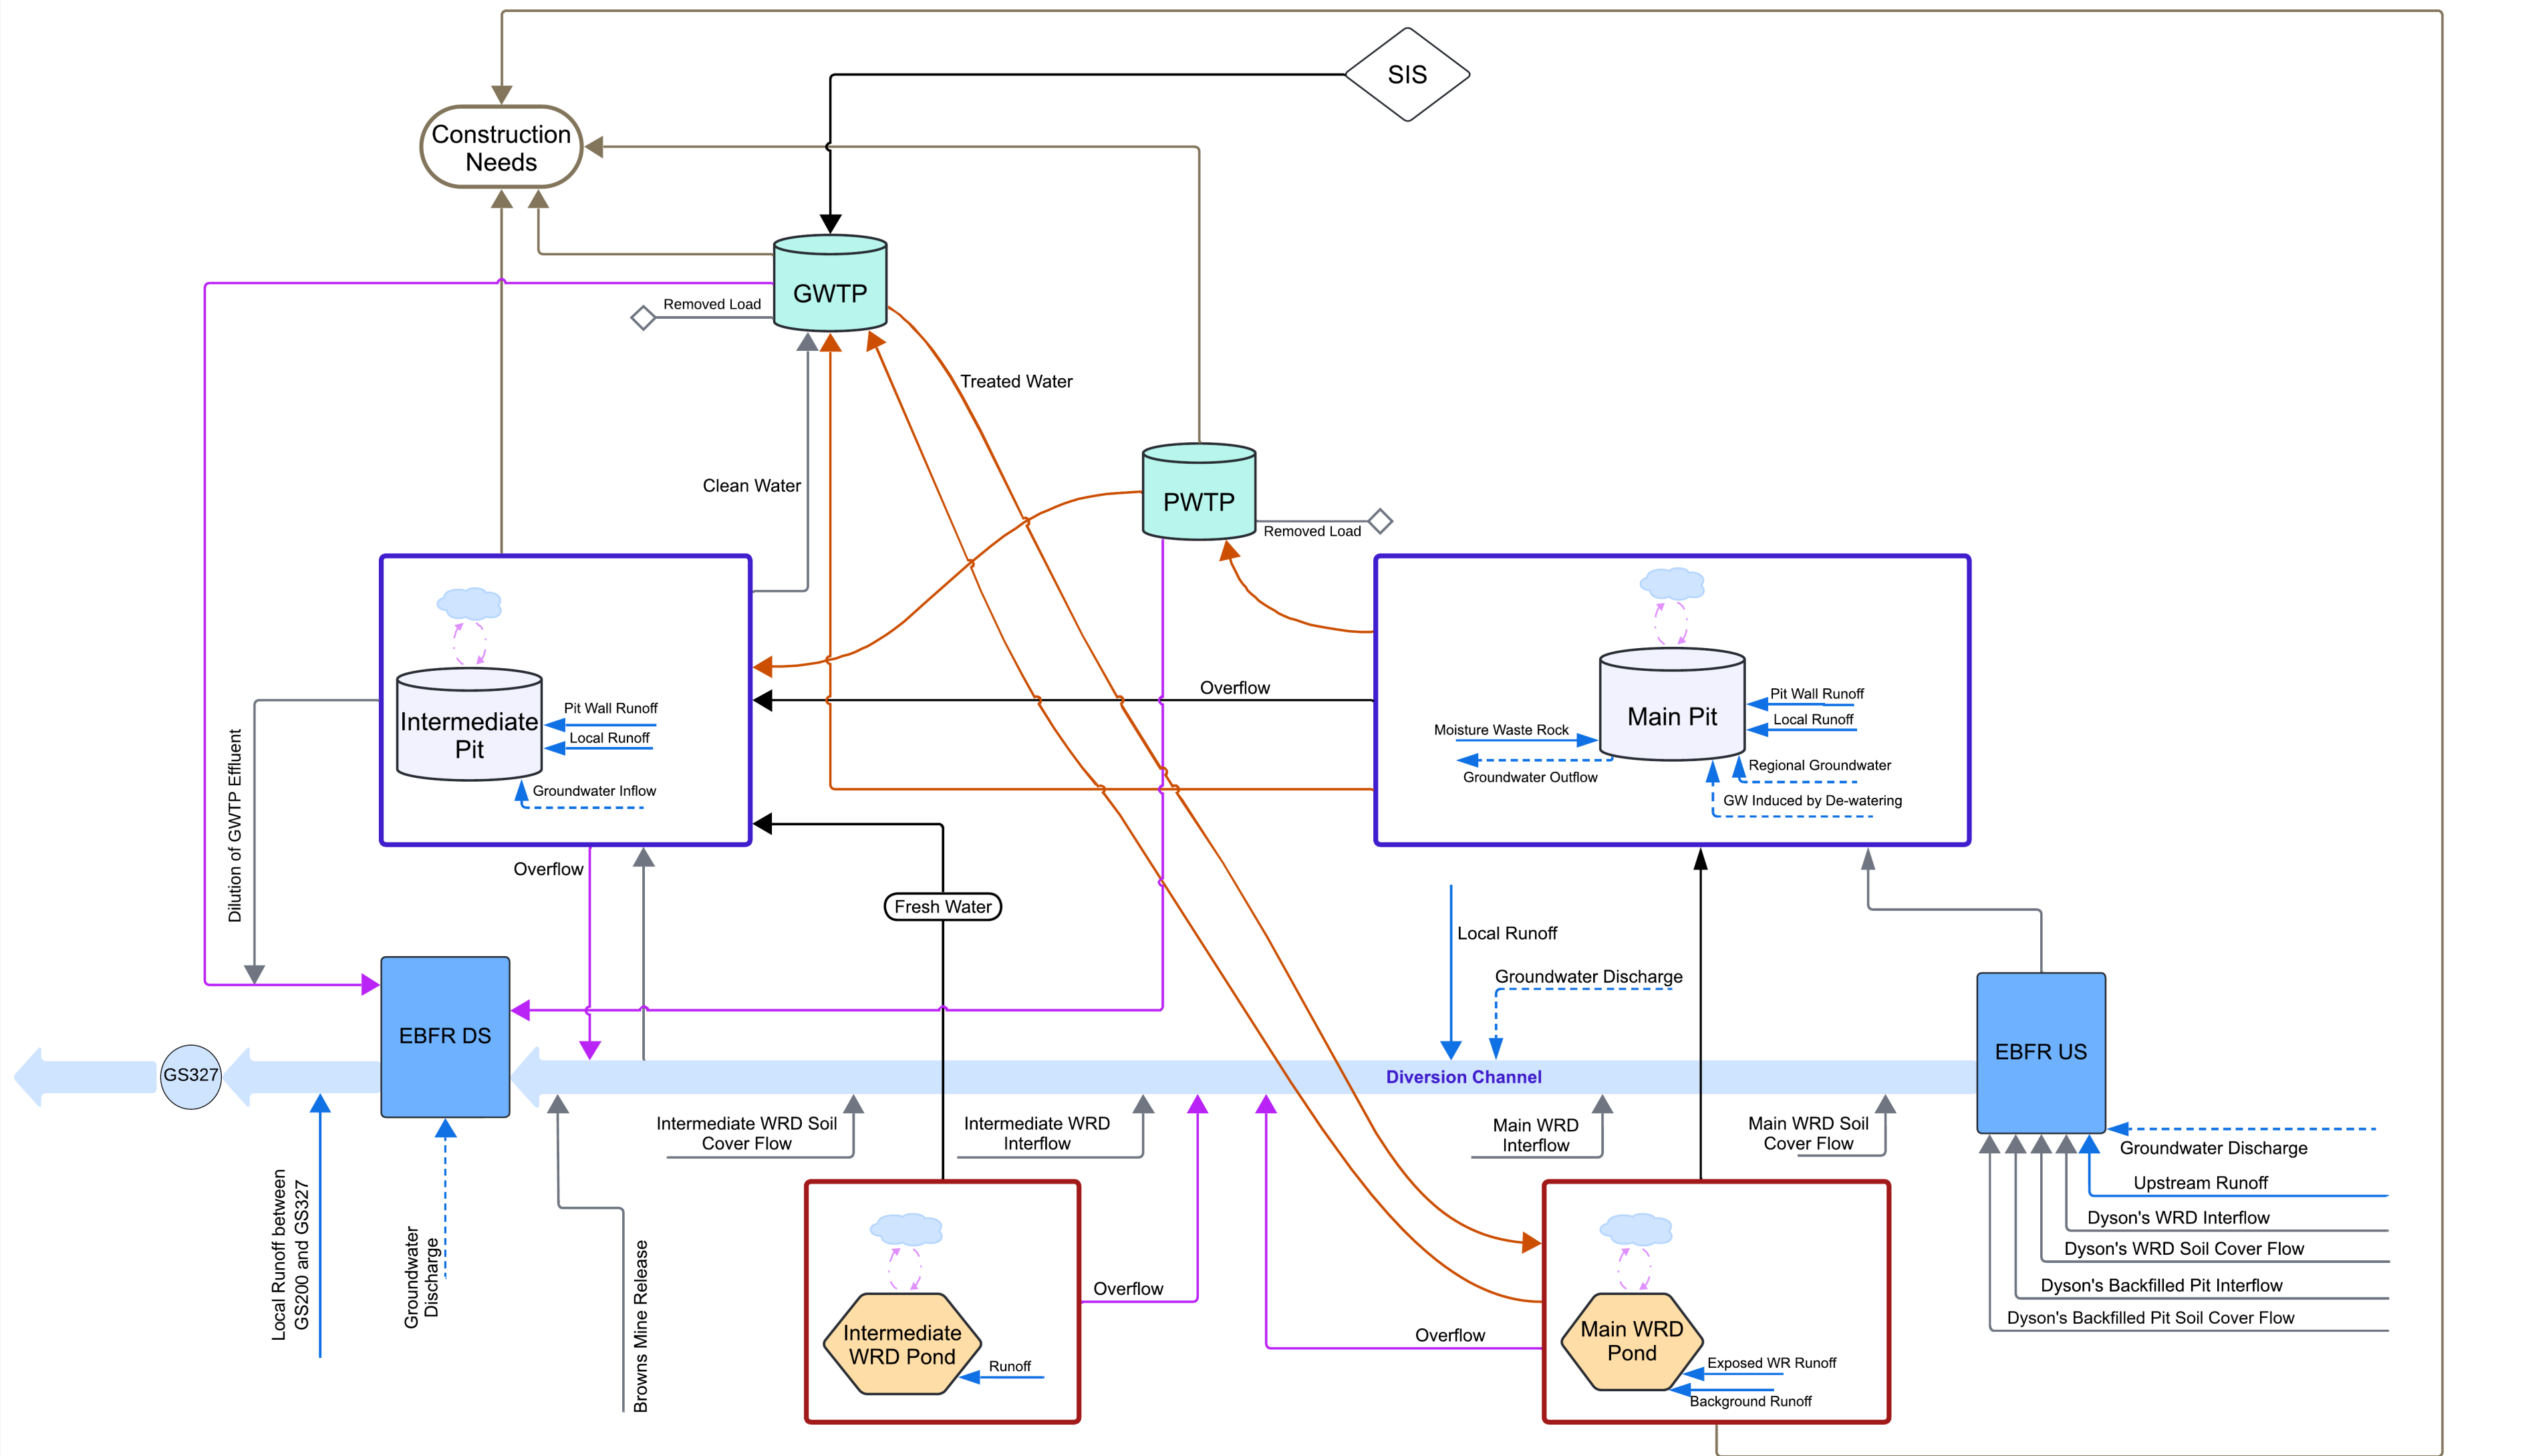 SIS
Construction
Needs
GWTP
Removed Load
Treated Water
Clean Water
PWTP
Removed Load
Intermediate
Pit
Pit Wall Runoff
Local Runoff
Groundwater Inflow
Overflow
Main Pit
Pit Wall Runoff
Local Runoff
Moisture Waste Rock
Groundwater Outflow
Regional Groundwater
GW Induced by De-watering
Dilution of GWTP Effluent
Overflow
Fresh Water
Local Runoff
Groundwater Discharge
EBFR DS
EBFR US
GS327
Diversion Channel
Intermediate WRD Soil
Cover Flow
Intermediate WRD
Interflow
Main WRD
Interflow
Main WRD Soil
Cover Flow
Groundwater Discharge
Upstream Runoff
Dyson's WRD Interflow
Dyson's WRD Soil Cover Flow
Dyson's Backfilled Pit Interflow
Dyson's Backfilled Pit Soil Cover Flow
Local Runoff between
GS200 and GS327
Groundwater
Discharge
Browns Mine Release
Intermediate
WRD Pond
Runoff
Overflow
Overflow
Main WRD
Pond
Exposed WR Runoff
Background Runoff